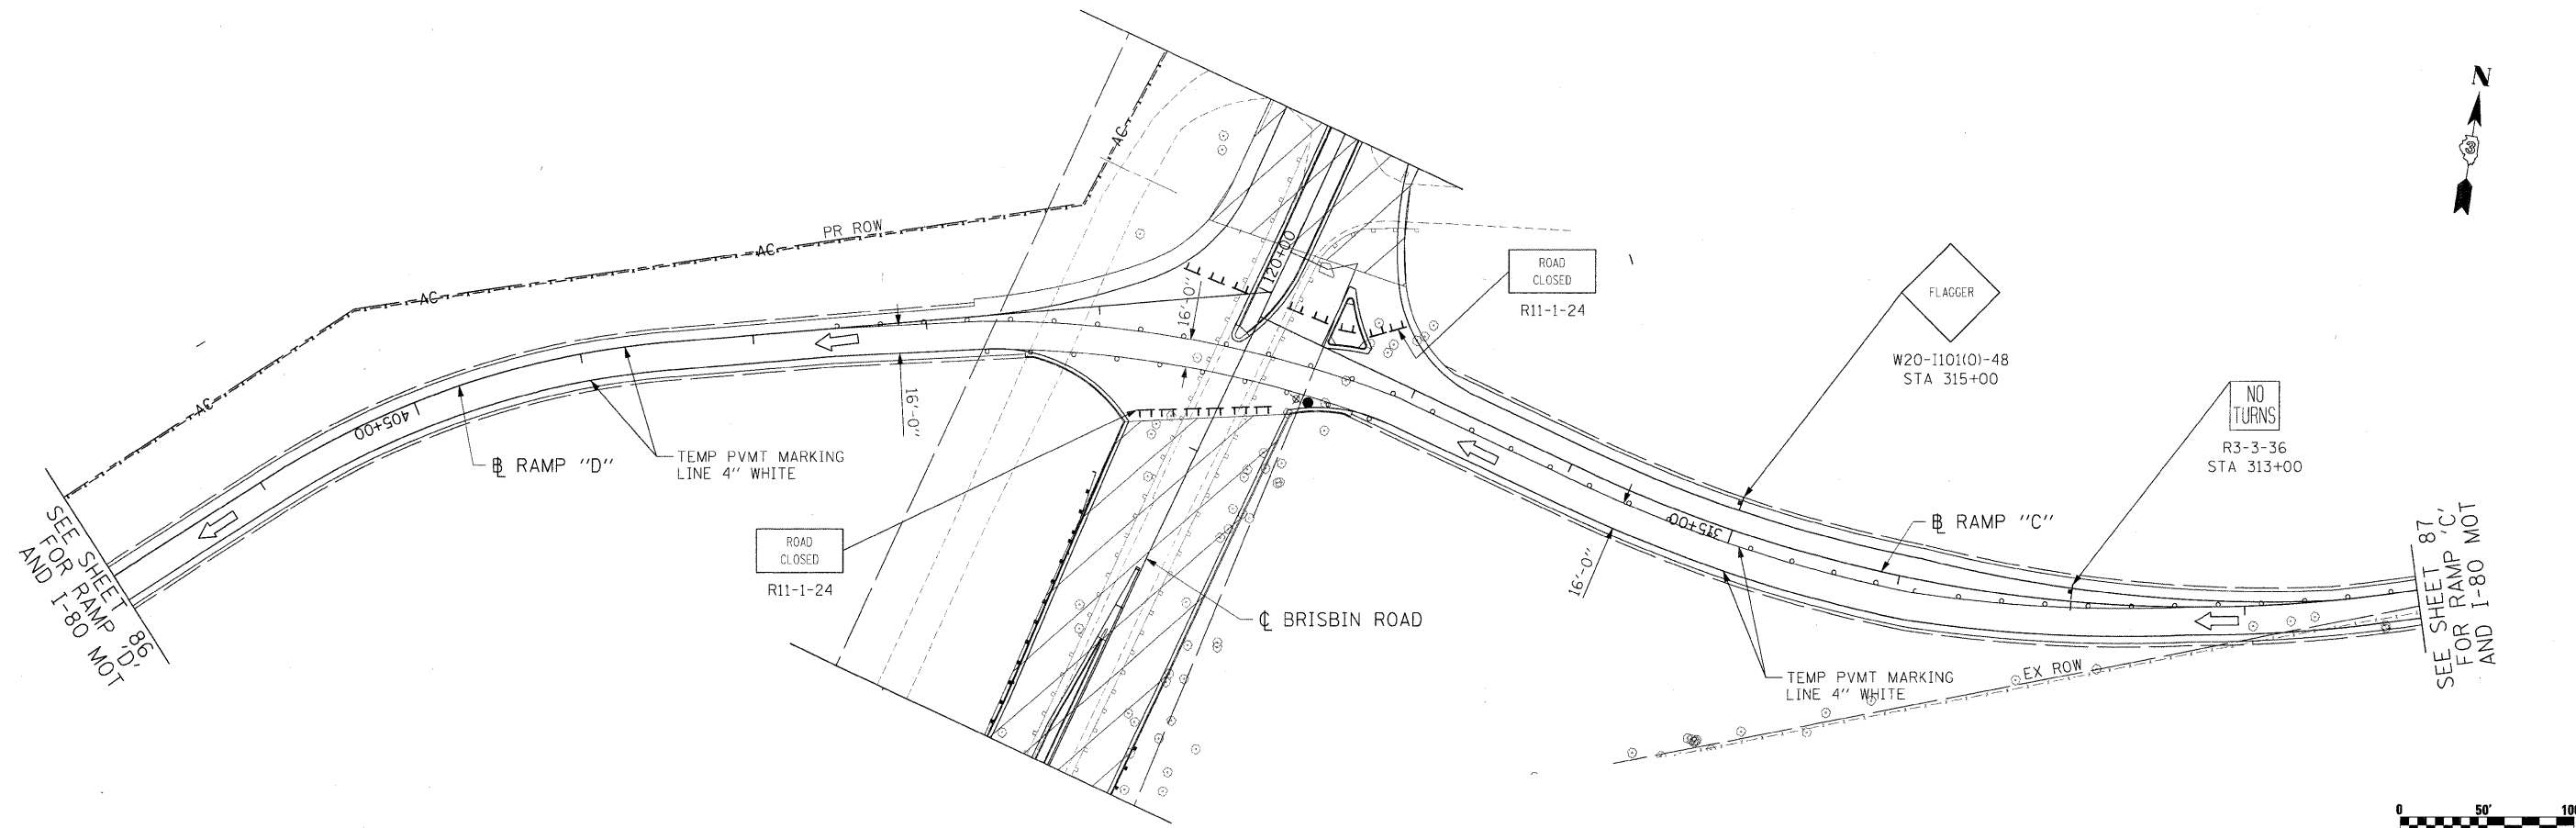 N
AC
PR ROW
AC
AC
AC
120+00
16'-0"
ROAD
CLOSED
R11-1-24
FLAGGER
W20-I101(O)-48
STA 315+00
NO
TURNS
R3-3-36
STA 313+00
405+00
16'-0"
℄ RAMP "D"
TEMP PVMT MARKING
LINE 4" WHITE
SEE SHEET 86
FOR RAMP 'D'
AND I-80 MOT
ROAD
CLOSED
R11-1-24
℄ BRISBIN ROAD
315+00
16'-0"
℄ RAMP "C"
TEMP PVMT MARKING
LINE 4" WHITE
EX ROW
SEE SHEET 87
FOR RAMP 'C'
AND I-80 MOT
0 50'